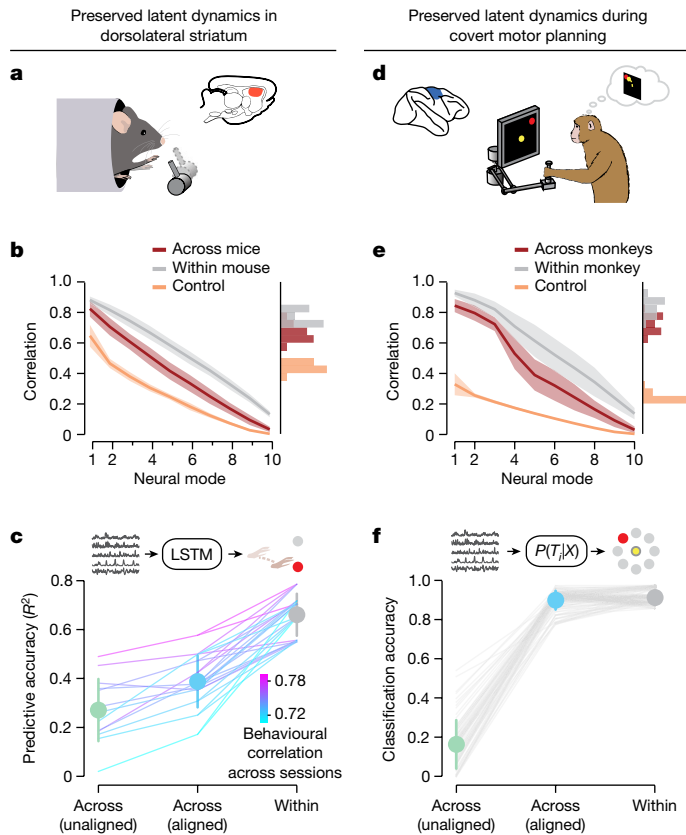 Preserved latent dynamics in
dorsolateral striatum
Preserved latent dynamics during
covert motor planning
a
d
b
Across mice
Within mouse
Control
1.0
0.8
0.6
0.4
0.2
0
Correlation
1 2 4 6 8 10
Neural mode
e
Across monkeys
Within monkey
Control
1.0
0.8
0.6
0.4
0.2
0
Correlation
1 2 4 6 8 10
Neural mode
c
LSTM
0.8
0.6
0.4
0.2
0
Predictive accuracy (R²)
0.78
0.72
Behavioural
correlation
across sessions
Across
(unaligned)
Across
(aligned)
Within
f
P(Tᵢ|X)
1.0
0.8
0.6
0.4
0.2
0
Classification accuracy
Across
(unaligned)
Across
(aligned)
Within